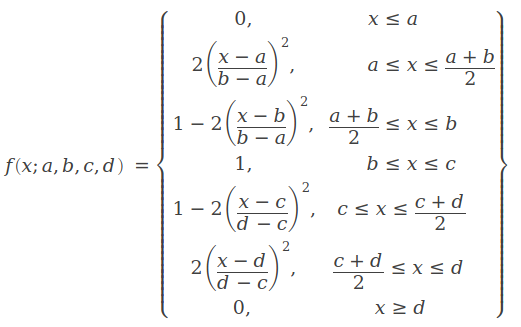 f(x;a,b,c,d) = {
0, x ≤ a
2((x − a)/(b − a))², a ≤ x ≤ (a + b)/2
1 − 2((x − b)/(b − a))², (a + b)/2 ≤ x ≤ b
1, b ≤ x ≤ c
1 − 2((x − c)/(d − c))², c ≤ x ≤ (c + d)/2
2((x − d)/(d − c))², (c + d)/2 ≤ x ≤ d
0, x ≥ d
}